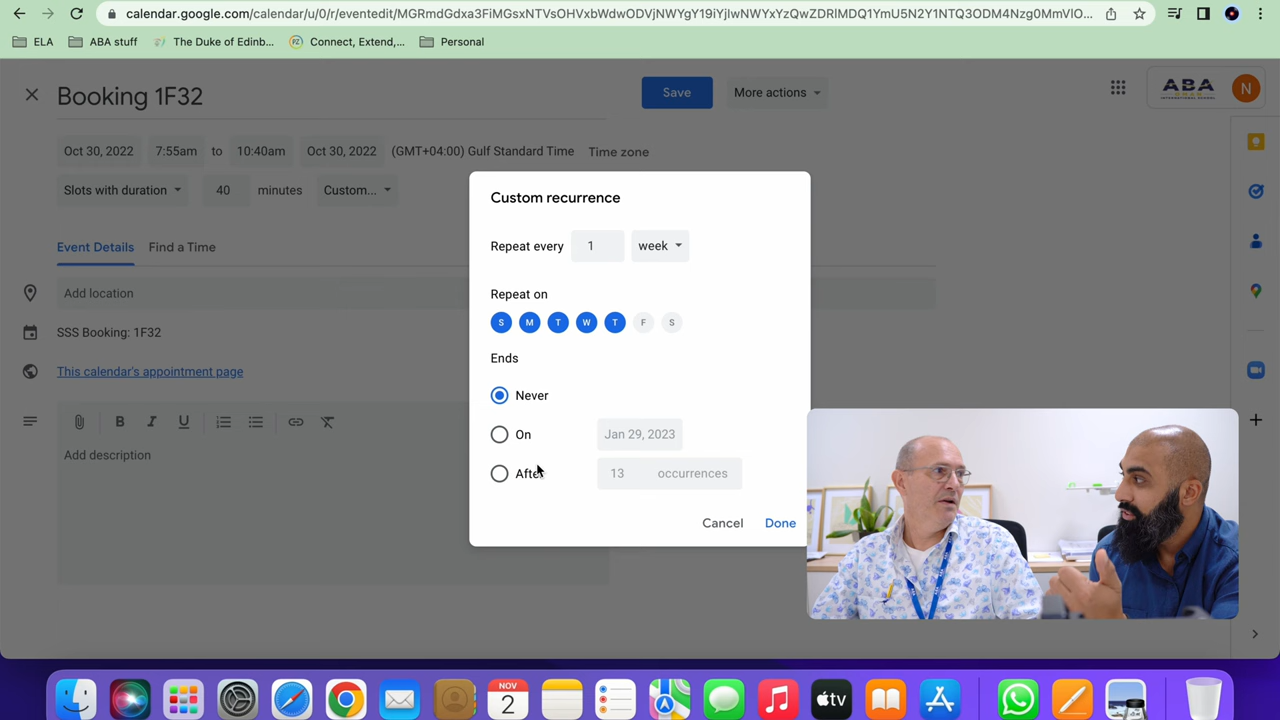 calendar.google.com/calendar/u/0/r/eventedit/MGRmdGdxa3FiMGsxNTVsOHVxbWdwODVjNWYgY19iYjIwNWYxYzQwZDRlMDQ1YmU5N2Y1NTQ3ODM4Nzg0MmVlO...
ELA ABA stuff The Duke of Edinb... Connect, Extend,... Personal
Booking 1F32
Save
More actions
ABA
N
Oct 30, 2022 7:55am to 10:40am Oct 30, 2022 (GMT+04:00) Gulf Standard Time Time zone
Slots with duration 40 minutes Custom...
Event Details Find a Time
Add location
SSS Booking: 1F32
This calendar's appointment page
B I U
Add description
Custom recurrence
Repeat every 1 week
Repeat on
S M T W T F S
Ends
Never
On Jan 29, 2023
After 13 occurrences
Cancel Done
NOV
2
tv